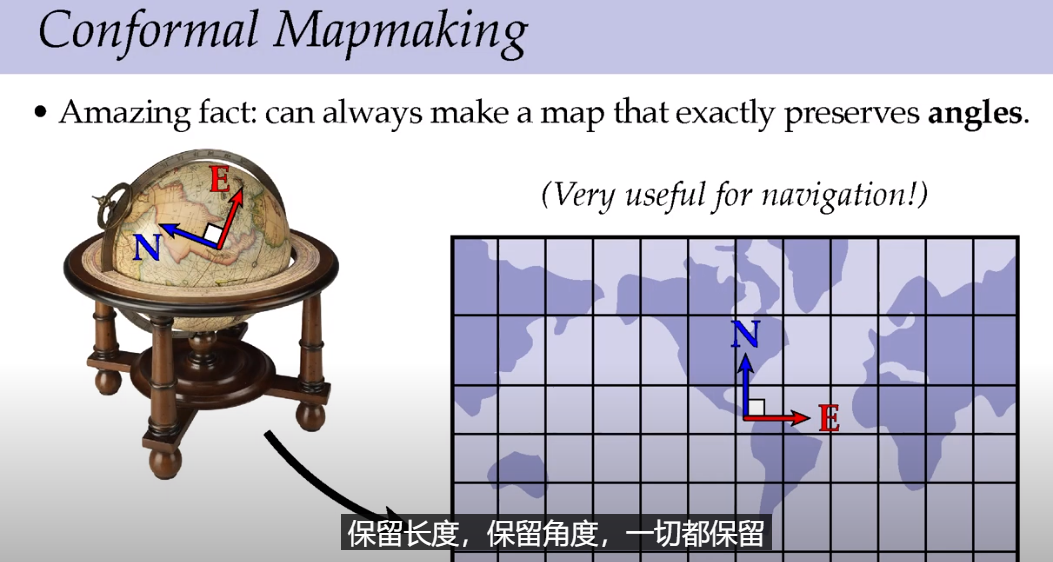 Conformal Mapmaking
• Amazing fact: can always make a map that exactly preserves angles.
(Very useful for navigation!)
E
N
N
E
保留长度，保留角度，一切都保留